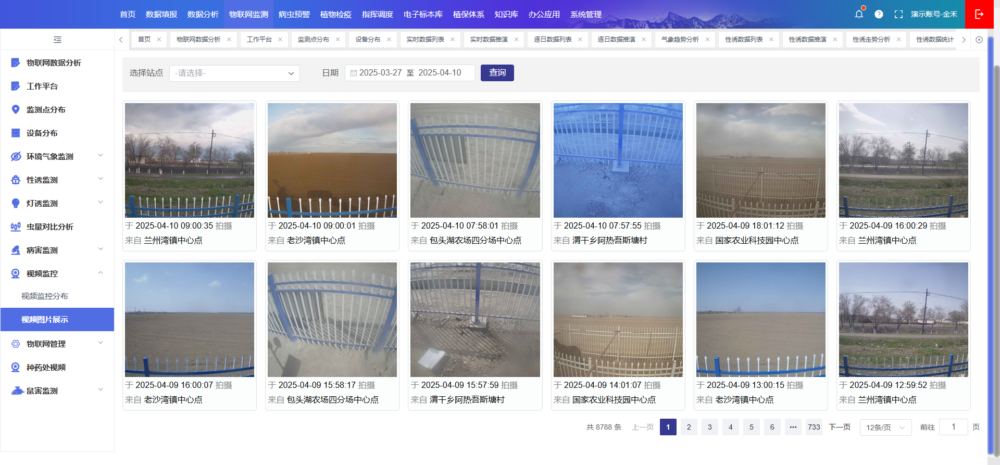 首页 数据填报 数据分析 物联网监测 病虫预警 植物检疫 指挥调度 电子标本库 植保体系 知识库 办公应用 系统管理 演示账号-金禾
首页 物联网数据分析 工作平台 监测点分布 设备分布 实时数据列表 实时数据推演 逐日数据列表 逐日数据推演 气象趋势分析 性诱数据列表 性诱数据推演 性诱走势分析 性诱数据统计
物联网数据分析
工作平台
监测点分布
设备分布
环境气象监测
性诱监测
灯诱监测
虫量对比分析
病害监测
视频监控
视频监控分布
视频图片展示
物联网管理
种药处视频
鼠害监测
选择站点 -请选择- 日期 2025-03-27 至 2025-04-10 查询
于 2025-04-10 09:00:35 拍摄
来自 兰州湾镇中心点
于 2025-04-10 09:00:01 拍摄
来自 老沙湾镇中心点
于 2025-04-10 07:58:01 拍摄
来自 包头湖农场四分场中心点
于 2025-04-10 07:57:55 拍摄
来自 渭干乡阿热吾斯塘村
于 2025-04-09 18:01:12 拍摄
来自 国家农业科技园中心点
于 2025-04-09 16:00:29 拍摄
来自 兰州湾镇中心点
于 2025-04-09 16:00:07 拍摄
来自 老沙湾镇中心点
于 2025-04-09 15:58:17 拍摄
来自 包头湖农场四分场中心点
于 2025-04-09 15:57:59 拍摄
来自 渭干乡阿热吾斯塘村
于 2025-04-09 14:01:07 拍摄
来自 国家农业科技园中心点
于 2025-04-09 13:00:15 拍摄
来自 老沙湾镇中心点
于 2025-04-09 12:59:52 拍摄
来自 兰州湾镇中心点
共 8788 条 上一页 1 2 3 4 5 6 ••• 733 下一页 12条/页 前往 1 页